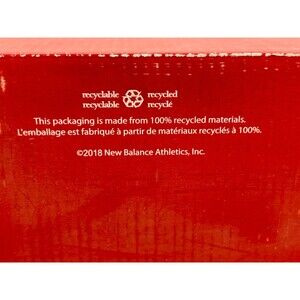 recyclable recycled
recyclable recyclé
This packaging is made from 100% recycled materials.
L'emballage est fabriqué à partir de matériaux recyclés à 100%.
©2018 New Balance Athletics, Inc.